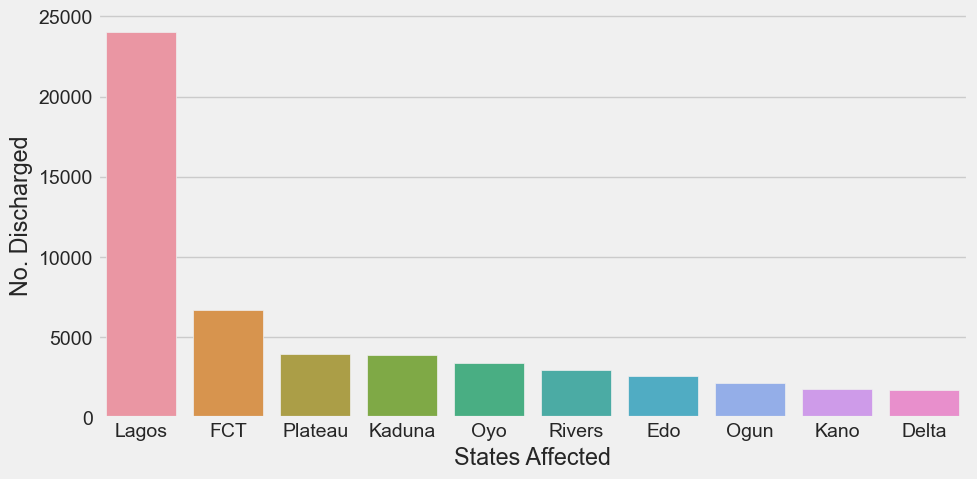 25000
20000
15000
10000
5000
0
No. Discharged
Lagos FCT Plateau Kaduna Oyo Rivers Edo Ogun Kano Delta
States Affected